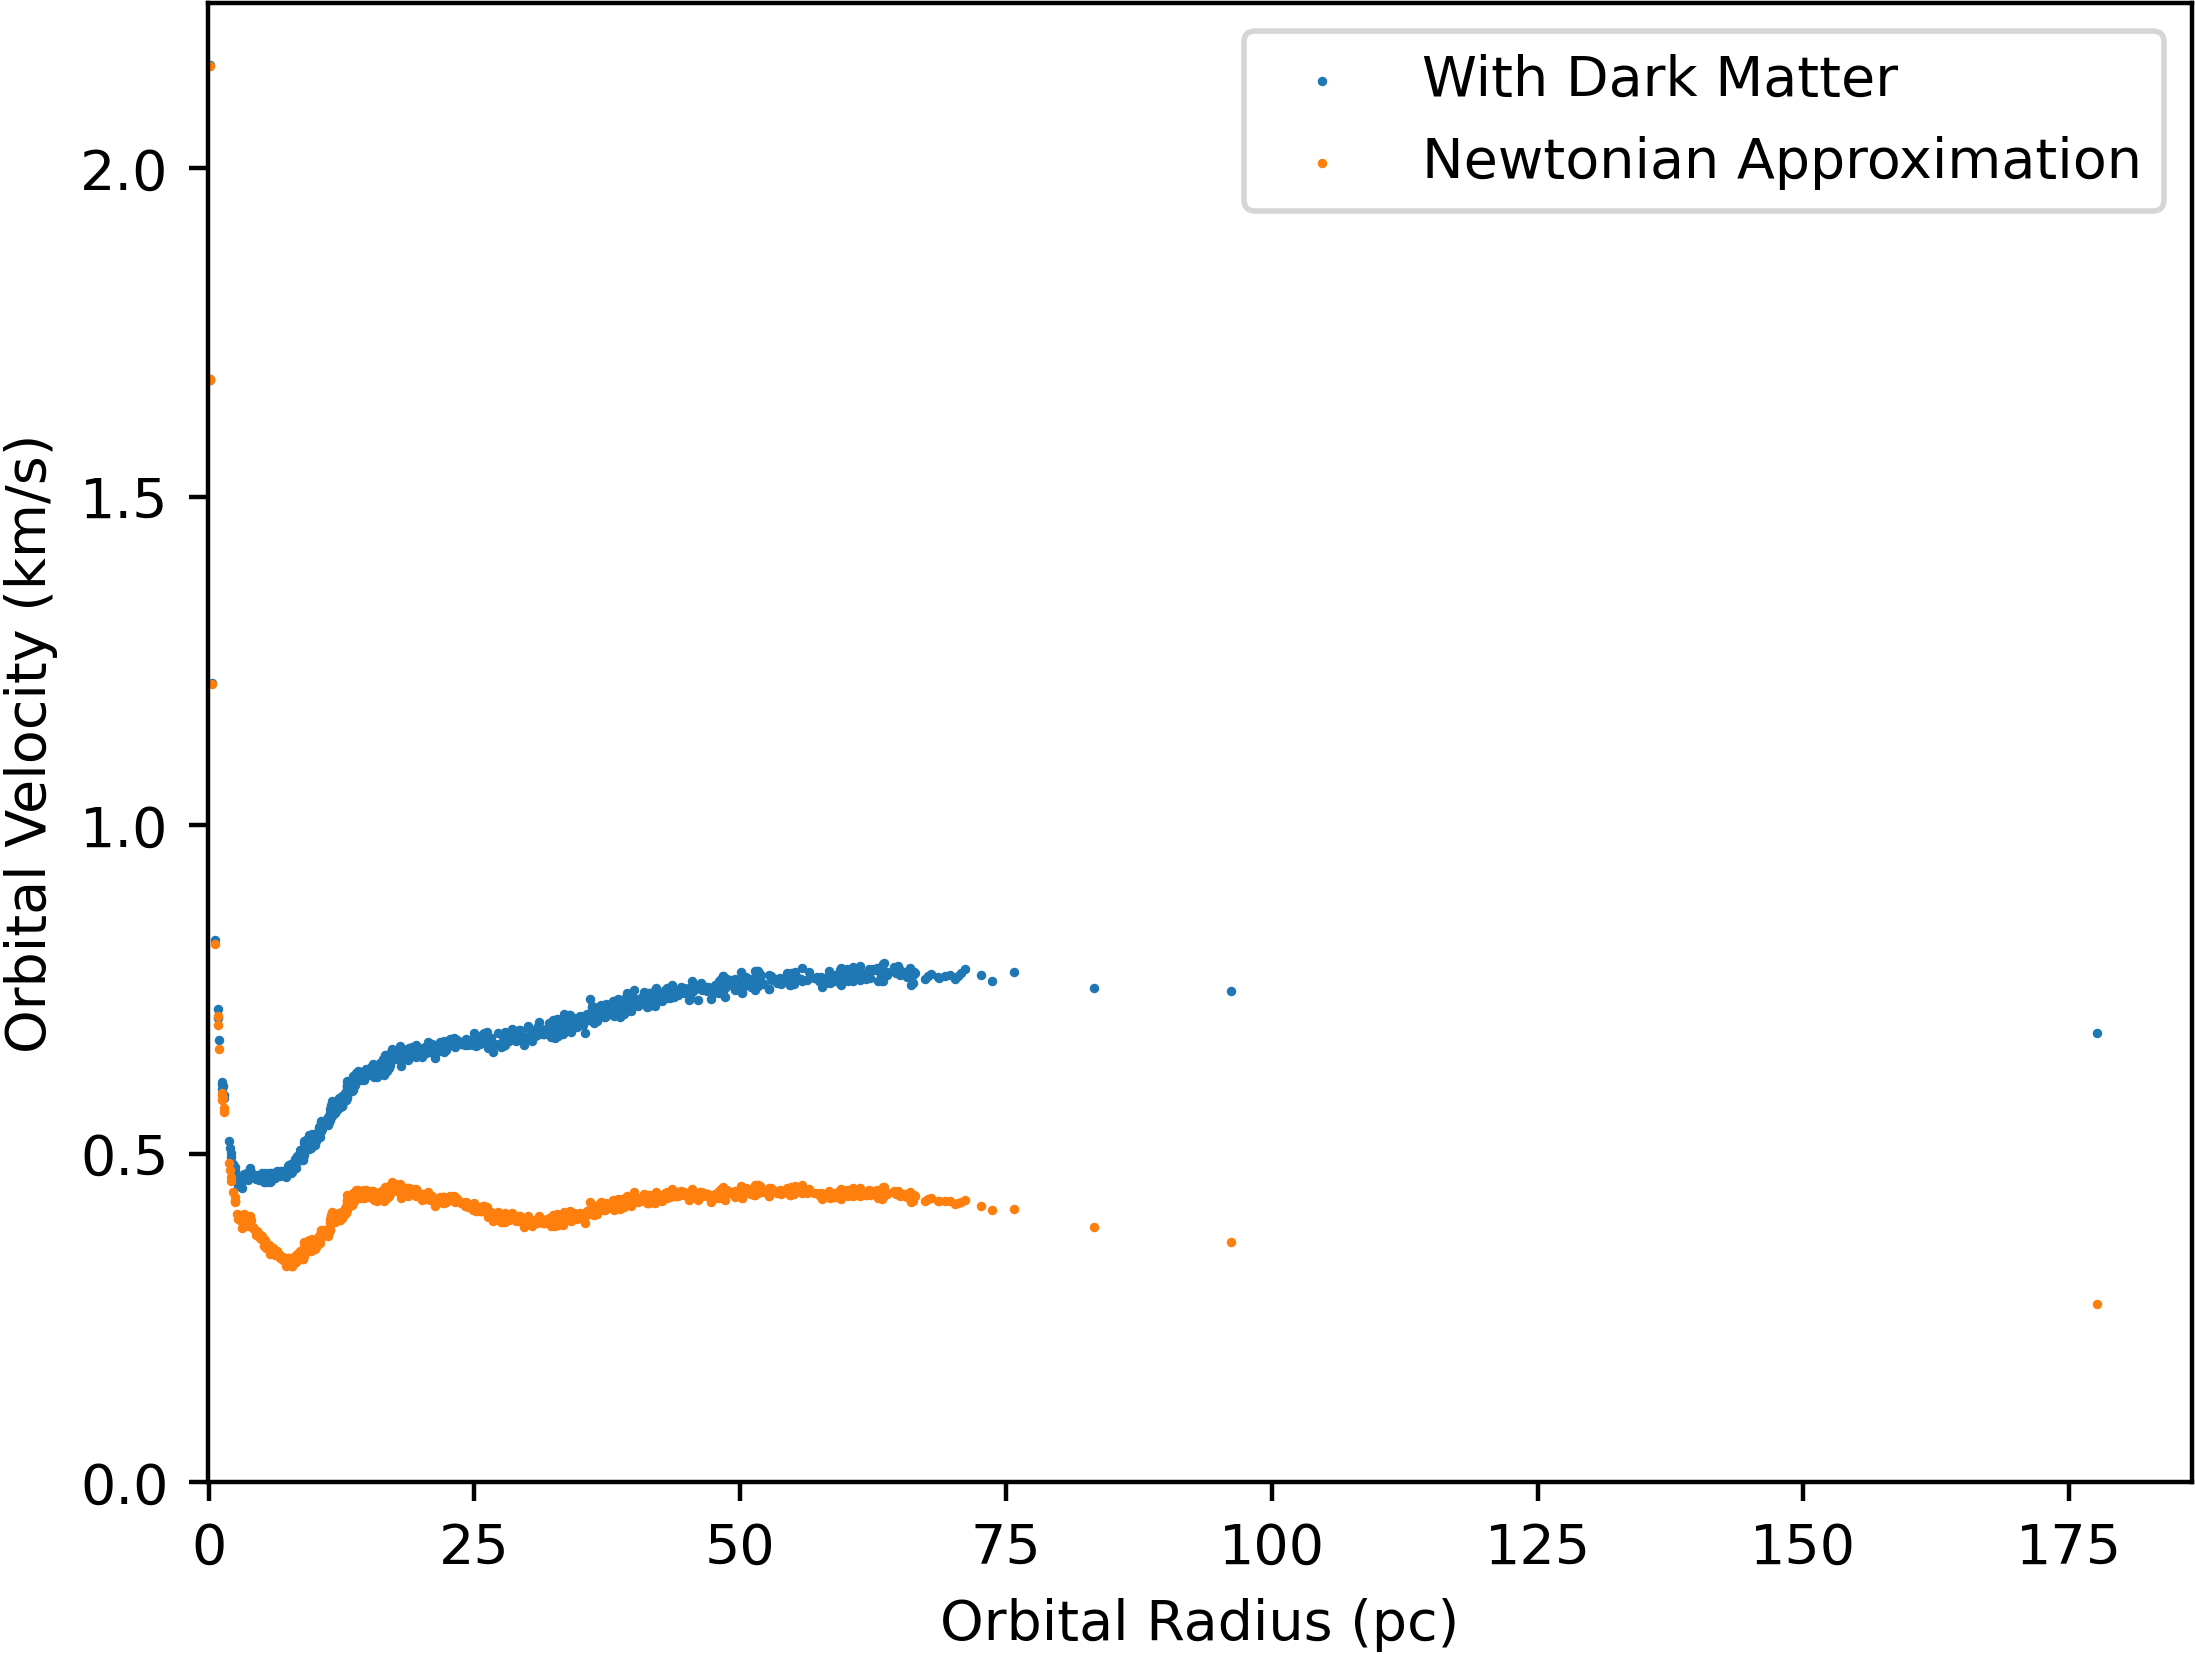 With Dark Matter
Newtonian Approximation
2.0
1.5
1.0
0.5
0.0
Orbital Velocity (km/s)
0 25 50 75 100 125 150 175
Orbital Radius (pc)